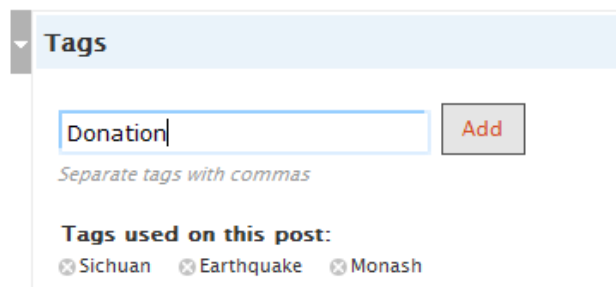 Tags
Donation Add
Separate tags with commas
Tags used on this post:
Sichuan Earthquake Monash